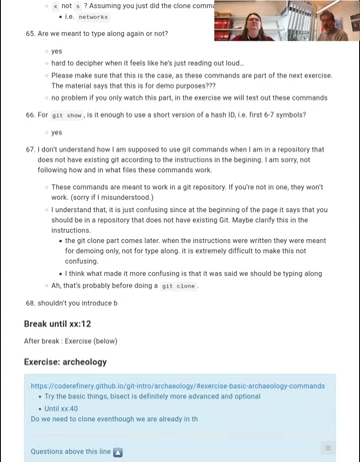 x not s ? Assuming you just did the clone comm
i.e. networkx
65. Are we meant to type along again or not?
yes
hard to decipher when it feels like he's just reading out loud...
Please make sure that this is the case, as these commands are part of the next exercise.
The material says that this is for demo purposes???
no problem if you only watch this part, in the exercise we will test out these commands
66. For git show, is it enough to use a short version of a hash ID, i.e. first 6-7 symbols?
yes
67. I don't understand how I am supposed to use git commands when I am in a repository that
does not have existing git according to the instructions in the begining. I am sorry, not
following how and in what files these commands work.
These commands are meant to work in a git repository. If you're not in one, they won't
work. (sorry if I misunderstood.)
I understand that, it is just confusing since at the beginning of the page it says that you
should be in a repository that does not have existing Git. Maybe clarify this in the
instructions.
the git clone part comes later. when the instructions were written they were meant
for demoing only, not for type along. it is extremely difficult to make this not
confusing.
I think what made it more confusing is that it was said we should be typing along
Ah, that's probably before doing a git clone.
68. shouldn't you introduce b
Break until xx:12
After break : Exercise (below)
Exercise: archeology
https://coderefinery.github.io/git-intro/archaeology/#exercise-basic-archaeology-commands
Try the basic things, bisect is definitely more advanced and optional
Until xx:40
Do we need to clone eventhough we are already in th
Questions above this line